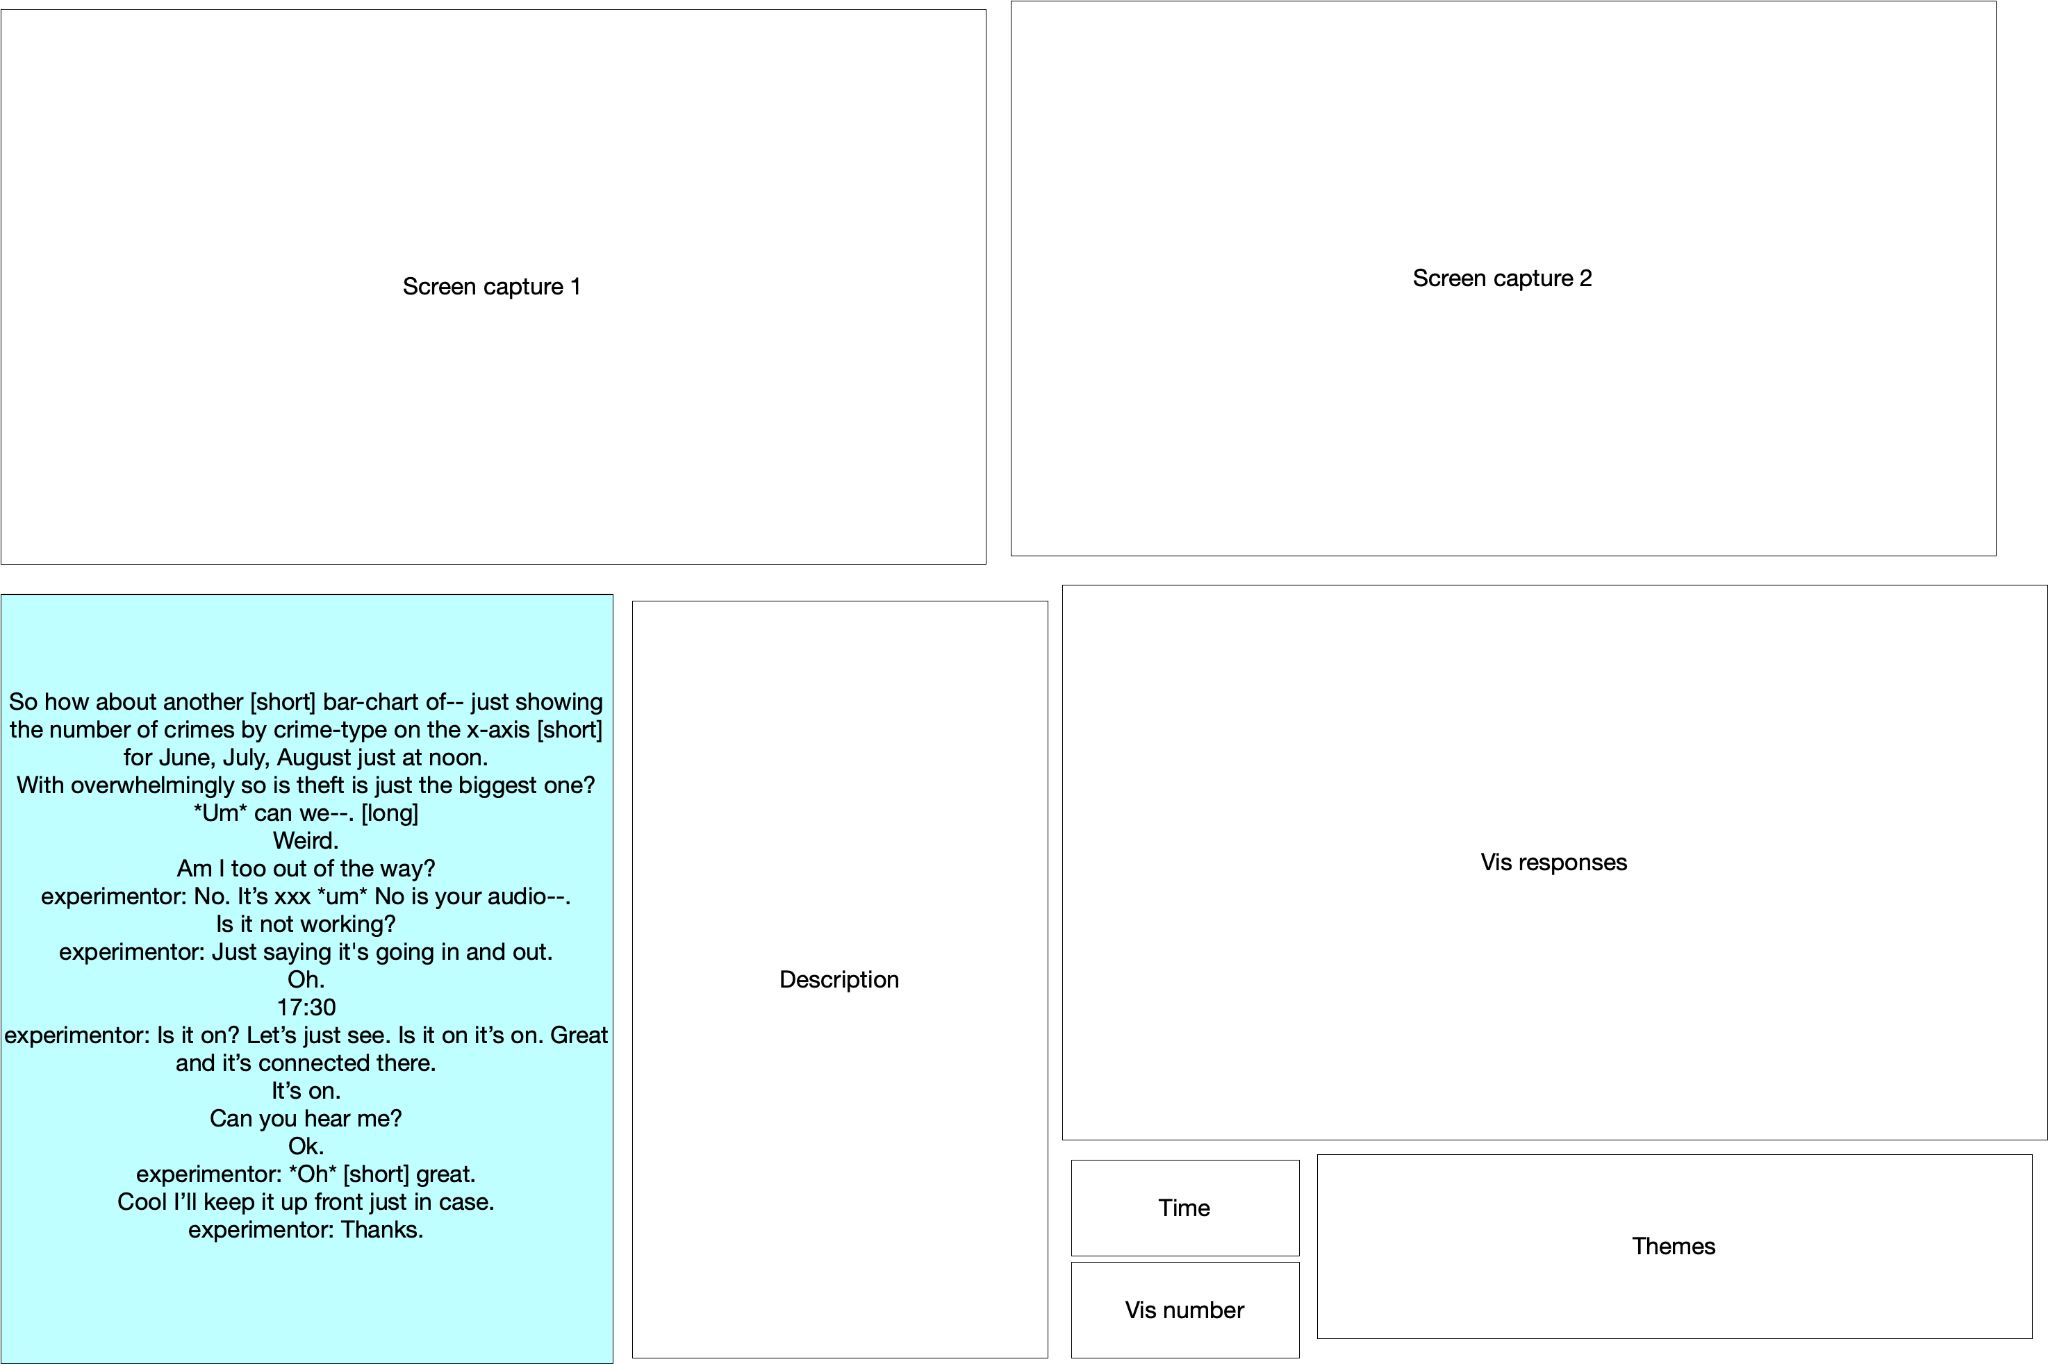 Screen capture 1
Screen capture 2
So how about another [short] bar-chart of-- just showing
the number of crimes by crime-type on the x-axis [short]
for June, July, August just at noon.
With overwhelmingly so is theft is just the biggest one?
*Um* can we--. [long]
Weird.
Am I too out of the way?
experimentor: No. It’s xxx *um* No is your audio--.
Is it not working?
experimentor: Just saying it's going in and out.
Oh.
17:30
experimentor: Is it on? Let’s just see. Is it on it’s on. Great
and it’s connected there.
It’s on.
Can you hear me?
Ok.
experimentor: *Oh* [short] great.
Cool I’ll keep it up front just in case.
experimentor: Thanks.
Description
Vis responses
Time
Vis number
Themes